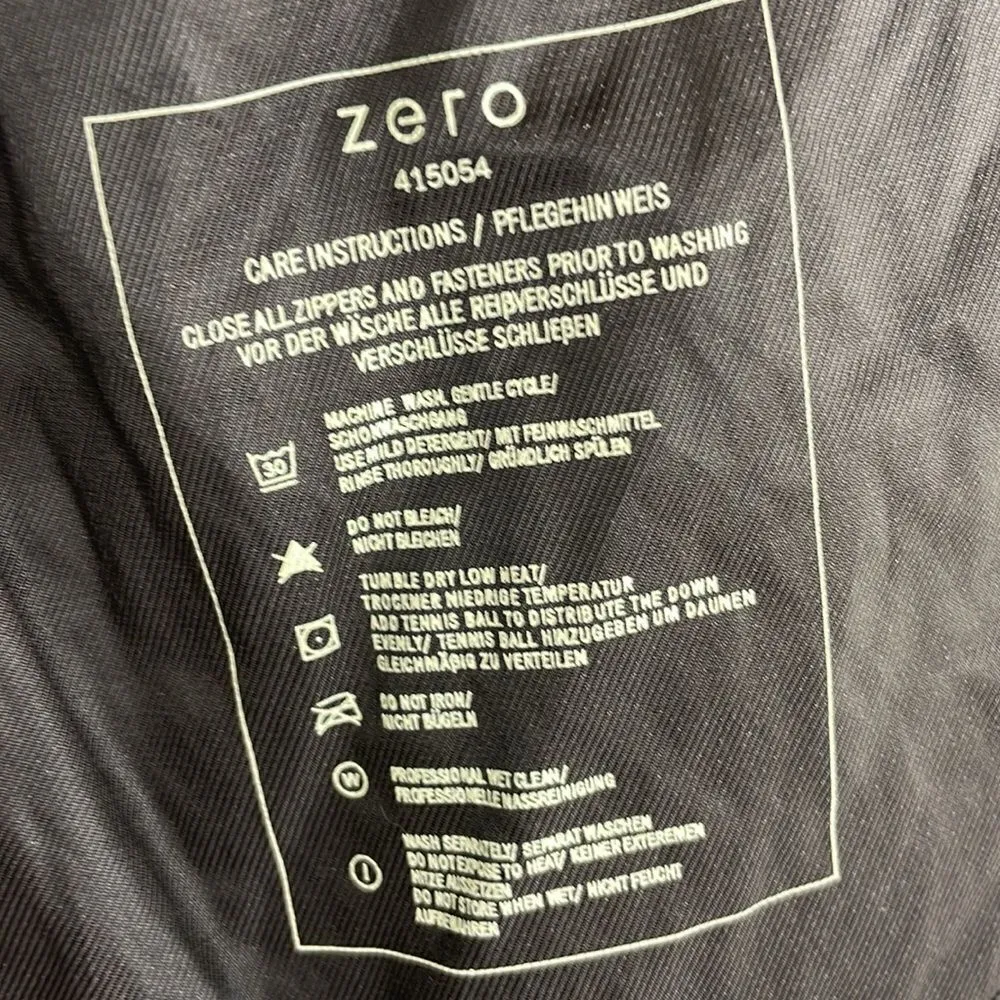 zero
415054
CARE INSTRUCTIONS / PFLEGEHINWEIS
CLOSE ALL ZIPPERS AND FASTENERS PRIOR TO WASHING
VOR DER WÄSCHE ALLE REIßVERSCHLÜSSE UND
VERSCHLÜSSE SCHLIEßEN
MACHINE WASH. GENTLE CYCLE/
SCHONWASCHGANG
30
USE MILD DETERGENT/ MIT FEINWASCHMITTEL
RINSE THOROUGHLY/ GRÜNDLICH SPÜLEN
DO NOT BLEACH/
NICHT BLEICHEN
TUMBLE DRY LOW HEAT/
TROCKNER NIEDRIGE TEMPERATUR
ADD TENNIS BALL TO DISTRIBUTE THE DOWN
EVENLY/ TENNIS BALL HINZUGEBEN UM DAUNEN
GLEICHMÄßIG ZU VERTEILEN
DO NOT IRON/
NICHT BÜGELN
W
PROFESSIONAL WET CLEAN/
PROFESSIONELLE NASSREINIGUNG
WASH SEPARATELY/ SEPARAT WASCHEN
DO NOT EXPOSE TO HEAT/ KEINER EXTEREMEN
HITZE AUSSETZEN
DO NOT STORE WHEN WET/ NICHT FEUCHT
AUFBEWAHREN